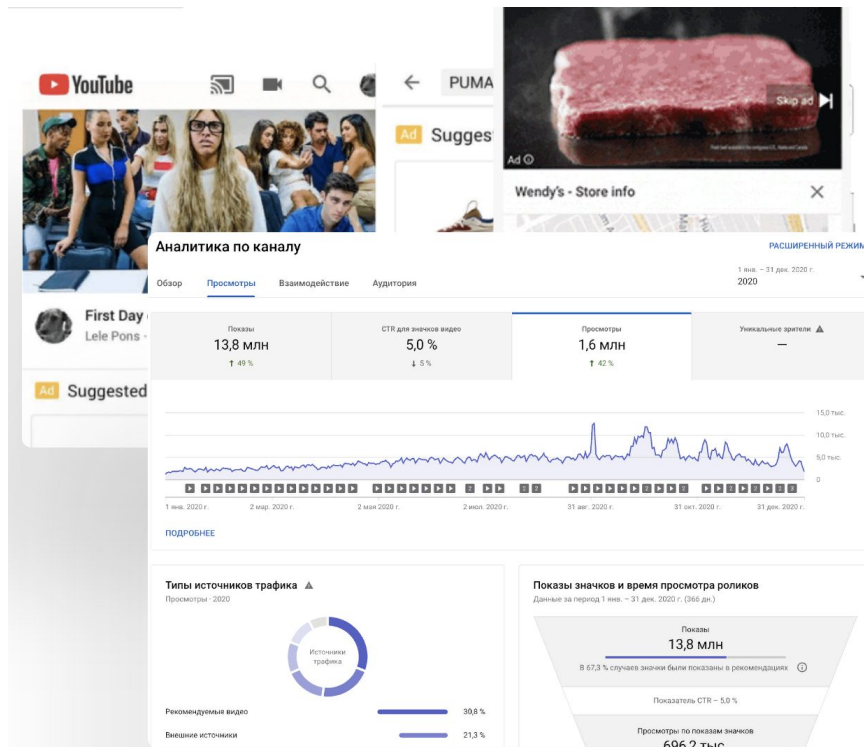 YouTube
PUMA
Ad Sugges
Skip ad
Ad
Wendy's - Store info
First Day
Lele Pons -
Ad Suggested
Аналитика по каналу
РАСШИРЕННЫЙ РЕЖИМ
Обзор Просмотры Взаимодействие Аудитория
1 янв. – 31 дек. 2020 г.
2020
Показы
13,8 млн
↑ 49 %
CTR для значков видео
5,0 %
↓ 5 %
Просмотры
1,6 млн
↑ 42 %
Уникальные зрители
—
15,0 тыс.
10,0 тыс.
5,0 тыс.
0
1 янв. 2020 г. 2 мар. 2020 г. 2 мая 2020 г. 2 июл. 2020 г. 31 авг. 2020 г. 31 окт. 2020 г. 31 дек. 2020 г.
ПОДРОБНЕЕ
Типы источников трафика
Просмотры · 2020
Источники
трафика
Рекомендуемые видео 30,8 %
Внешние источники 21,3 %
Показы значков и время просмотра роликов
Данные за период 1 янв. – 31 дек. 2020 г. (366 дн.)
Показы
13,8 млн
В 67,3 % случаев значки были показаны в рекомендациях
Показатель CTR – 5,0 %
Просмотры по показам значков
696,2 тыс.